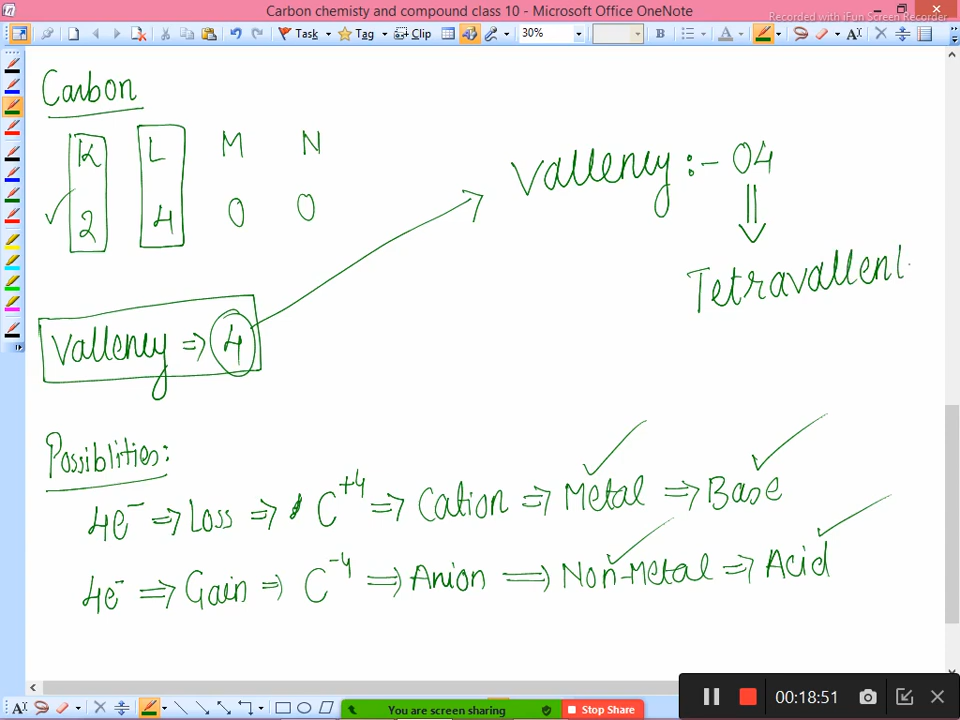 Carbon chemisty and compound class 10 - Microsoft Office OneNote
Recorded with iFun Screen Recorder
Task Tag Clip 30% B A
Carbon
K L M N
2 4 0 0
Vallency :- 04
Tetravallent
Vallency => 4
Possiblities:
4e⁻ => Loss => C⁺⁴ => Cation => Metal => Base
4e⁻ => Gain => C⁻⁴ => Anion => Non-Metal => Acid
00:18:51
You are screen sharing Stop Share